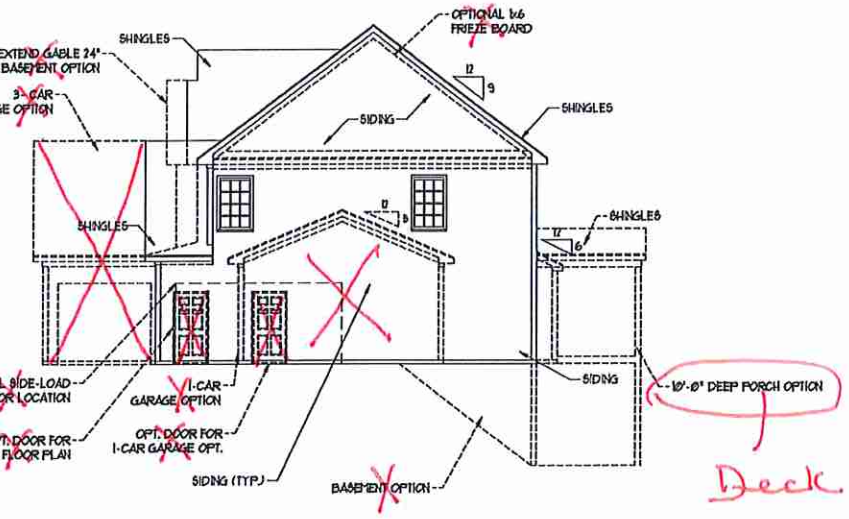 OPTIONAL 1x6
FRIEZE BOARD
SHINGLES
EXTEND GABLE 24"
BASEMENT OPTION
12
9
3-CAR
OPTION
SHINGLES
SIDING
12
5
SHINGLES
SHINGLES
12
6
SIDE-LOAD
LOCATION
1-CAR
GARAGE OPTION
SIDING
10'-0" DEEP PORCH OPTION
DOOR FOR
FLOOR PLAN
OPT. DOOR FOR
1-CAR GARAGE OPT.
SIDING (TYP.)
BASEMENT OPTION
Deck